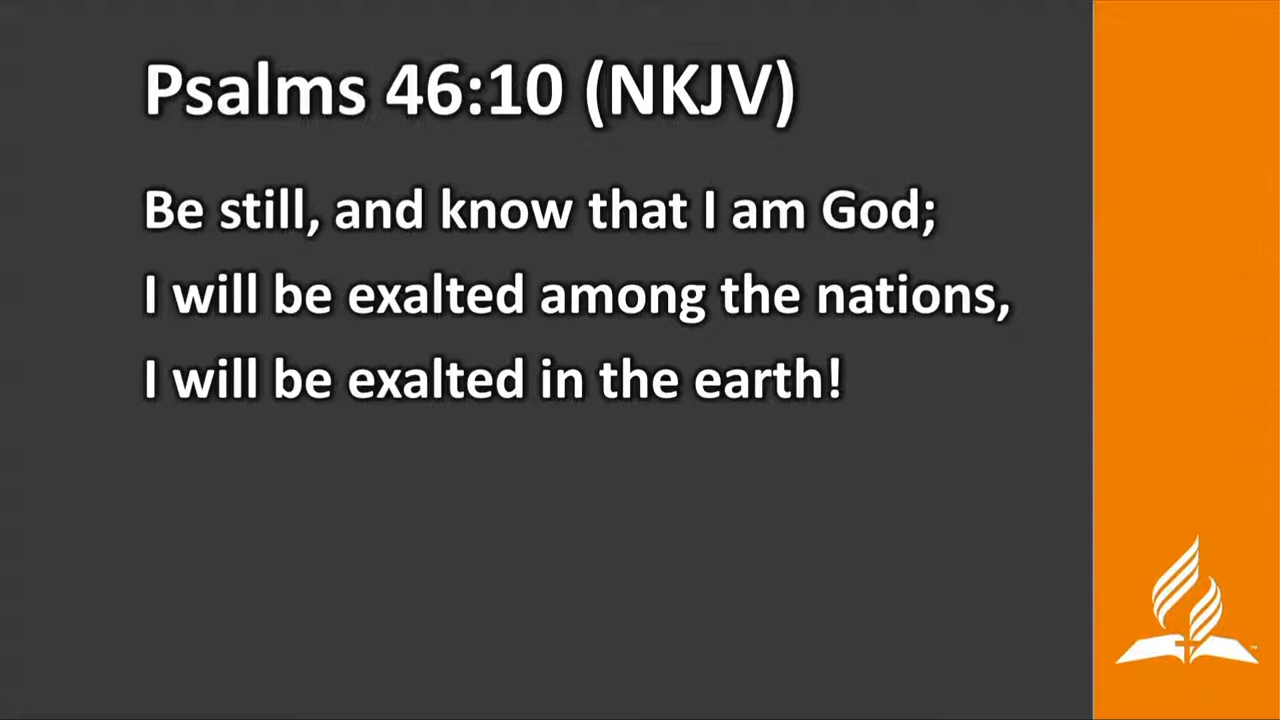 Psalms 46:10 (NKJV)
Be still, and know that I am God;
I will be exalted among the nations,
I will be exalted in the earth!
™